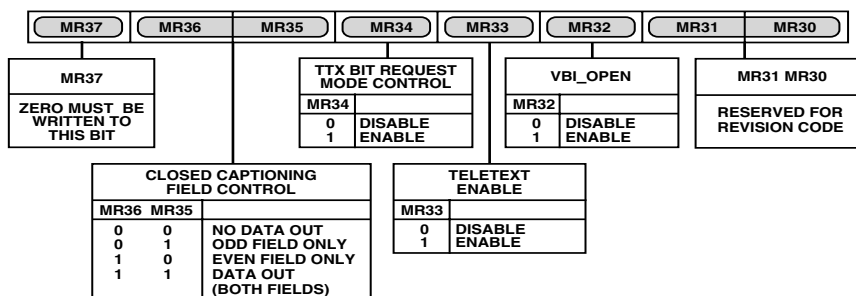 MR37 MR36 MR35 MR34 MR33 MR32 MR31 MR30
MR37
ZERO MUST BE
WRITTEN TO
THIS BIT
TTX BIT REQUEST
MODE CONTROL
MR34
0 DISABLE
1 ENABLE
VBI_OPEN
MR32
0 DISABLE
1 ENABLE
MR31 MR30
RESERVED FOR
REVISION CODE
CLOSED CAPTIONING
FIELD CONTROL
MR36 MR35
0 0 NO DATA OUT
0 1 ODD FIELD ONLY
1 0 EVEN FIELD ONLY
1 1 DATA OUT
(BOTH FIELDS)
TELETEXT
ENABLE
MR33
0 DISABLE
1 ENABLE